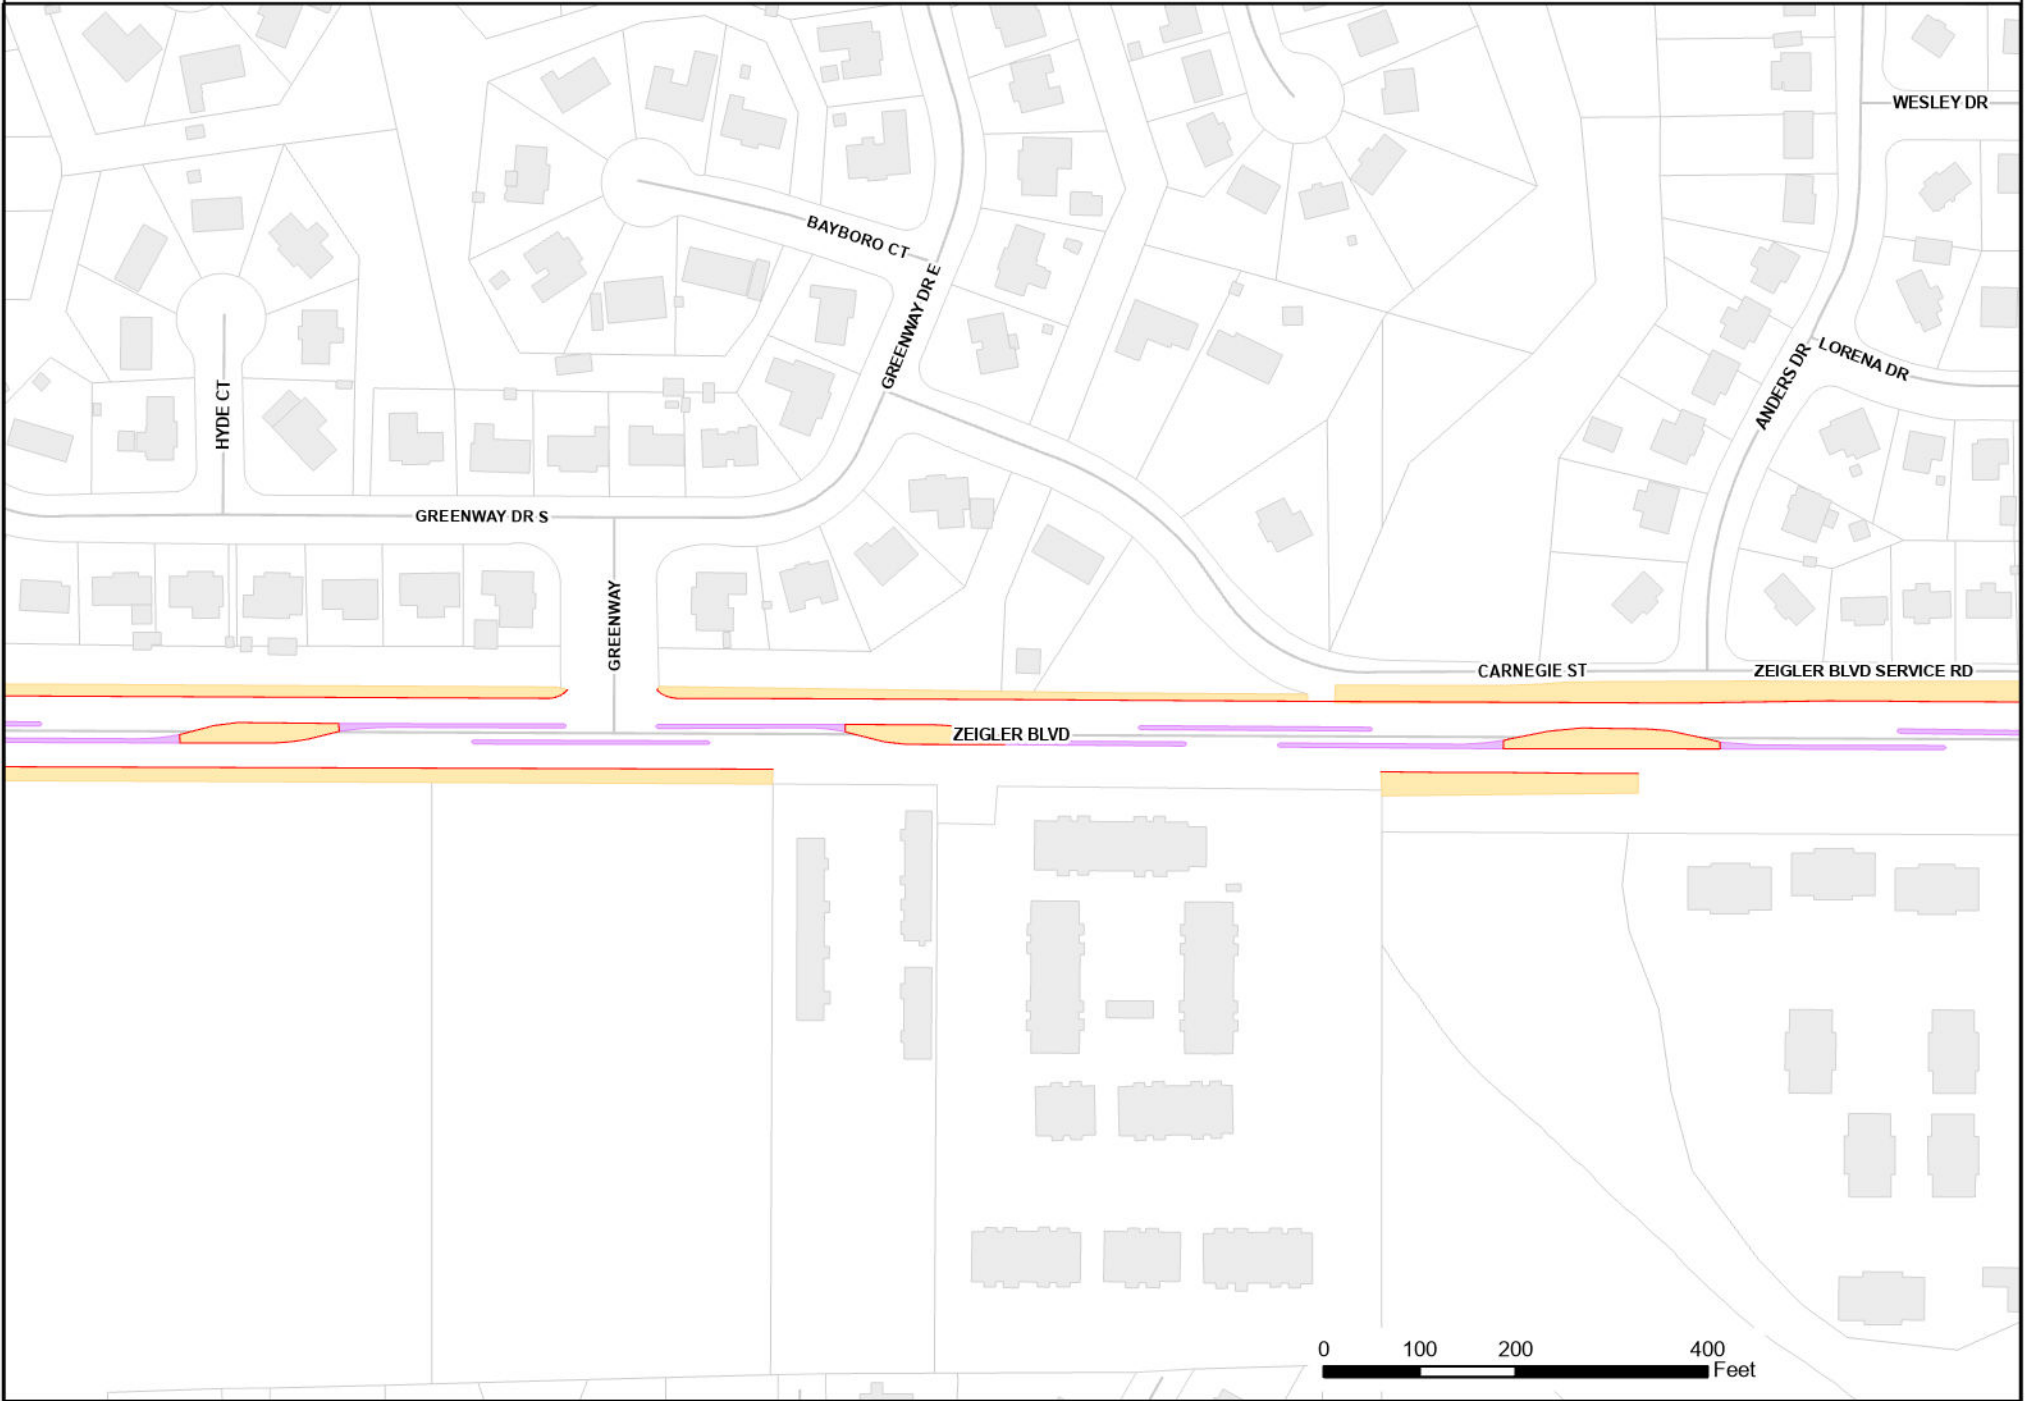 WESLEY DR
BAYBORO CT
GREENWAY DR E
LORENA DR
ANDERS DR
HYDE CT
GREENWAY DR S
GREENWAY
CARNEGIE ST
ZEIGLER BLVD SERVICE RD
ZEIGLER BLVD
0 100 200 400
Feet